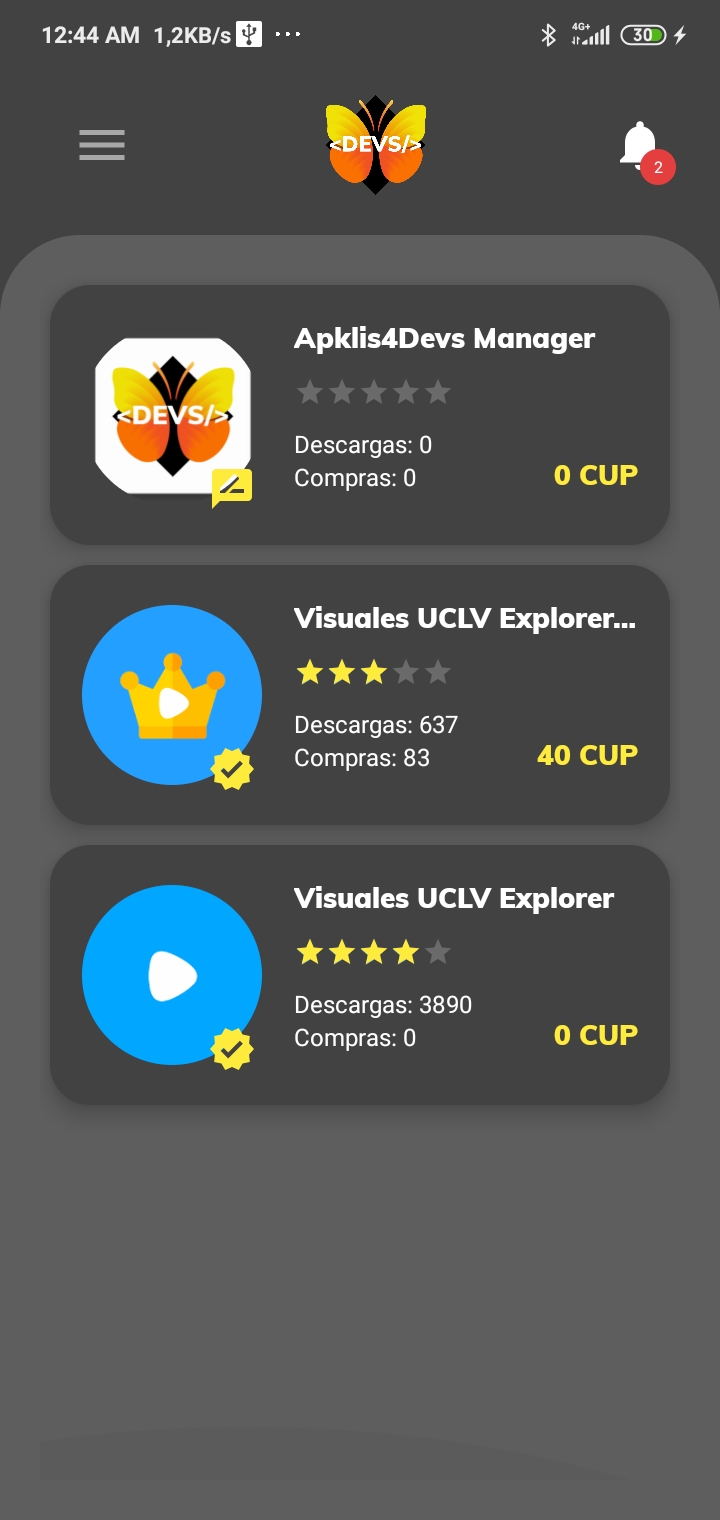 12:44 AM 1,2KB/s ... 4G+ 30
<DEVS/>
2
Apklis4Devs Manager
<DEVS/>
Descargas: 0
Compras: 0
0 CUP
Visuales UCLV Explorer...
Descargas: 637
Compras: 83
40 CUP
Visuales UCLV Explorer
Descargas: 3890
Compras: 0
0 CUP